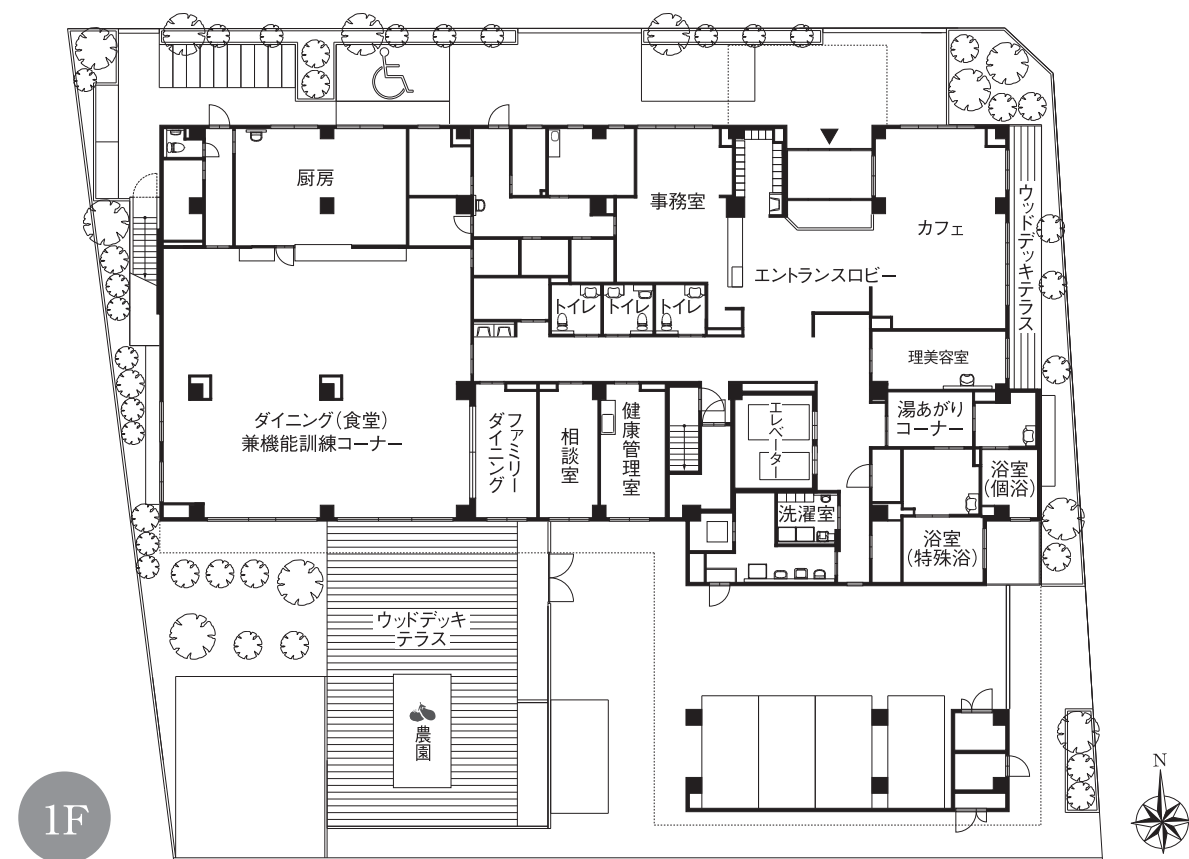 厨房
事務室
カフェ
ウッドデッキテラス
エントランスロビー
トイレ
トイレ
トイレ
理美容室
ダイニング（食堂）
兼機能訓練コーナー
ファミリー
ダイニング
相談室
健康管理室
エレベーター
湯あがり
コーナー
浴室
（個浴）
洗濯室
浴室
（特殊浴）
ウッドデッキ
テラス
農園
1F
N